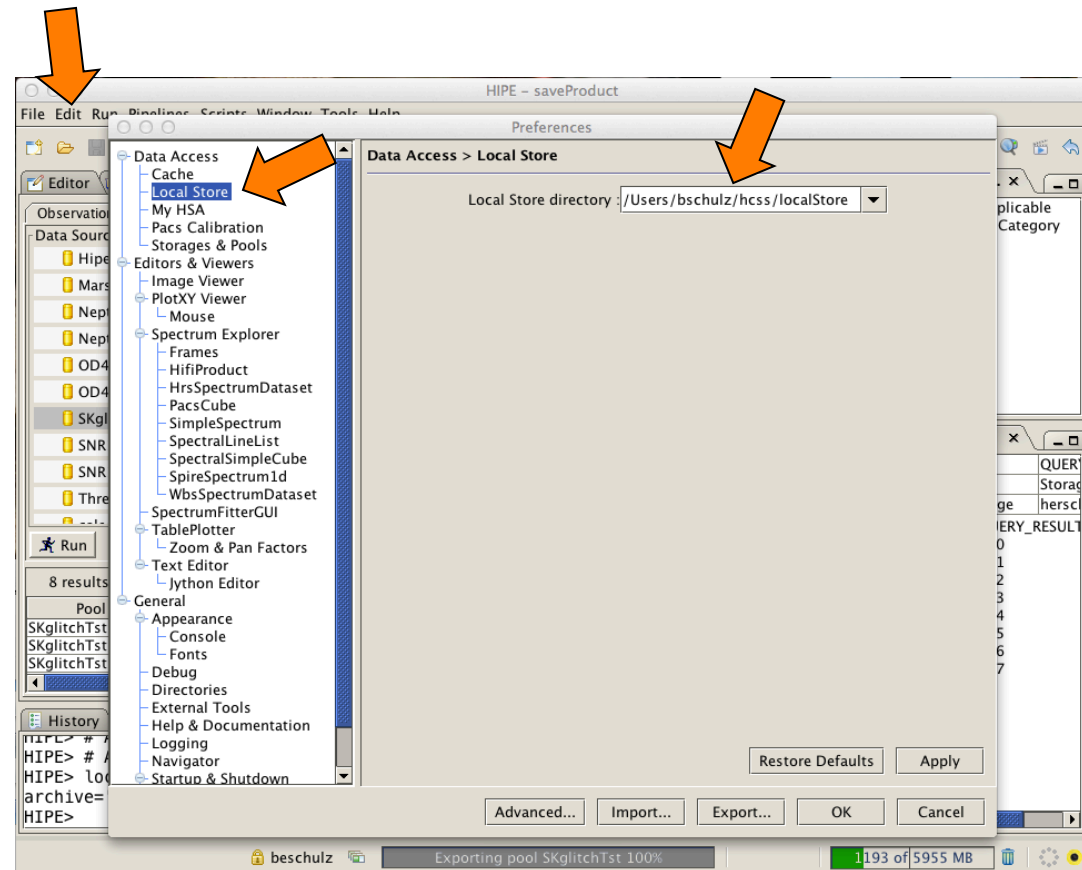 HIPE – saveProduct
File Edit Run Pipelines Scripts Window Tools Help
Preferences
Editor
Data Access
Cache
Local Store
My HSA
Pacs Calibration
Storages & Pools
Editors & Viewers
Image Viewer
PlotXY Viewer
Mouse
Spectrum Explorer
Frames
HifiProduct
HrsSpectrumDataset
PacsCube
SimpleSpectrum
SpectralLineList
SpectralSimpleCube
SpireSpectrum1d
WbsSpectrumDataset
SpectrumFitterGUI
TablePlotter
Zoom & Pan Factors
Text Editor
Jython Editor
General
Appearance
Console
Fonts
Debug
Directories
External Tools
Help & Documentation
Logging
Navigator
Startup & Shutdown
Data Access > Local Store
Local Store directory : /Users/bschulz/hcss/localStore
Restore Defaults Apply
Advanced... Import... Export... OK Cancel
Observatio
Data Sourc
Hipe
Mars
Nept
Nept
OD4
OD4
SKgl
SNR
SNR
Thre
Run
8 results
Pool
SKglitchTst
SKglitchTst
SKglitchTst
History
HIPE> # A
HIPE> # A
HIPE> loc
archive=
HIPE>
plicable
Category
QUERY
Storag
ge hersch
IERY_RESULT
0
1
2
3
4
5
6
7
beschulz Exporting pool SKglitchTst 100% 1193 of 5955 MB